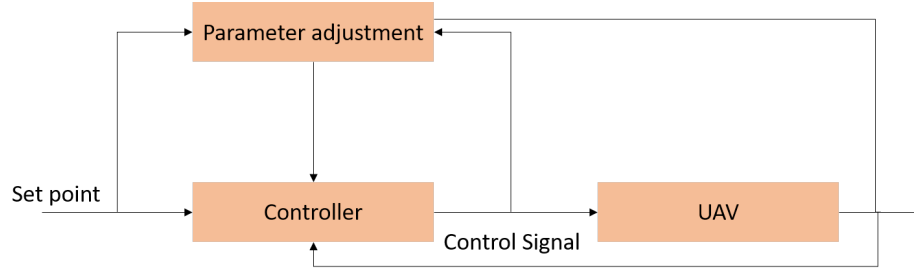 Parameter adjustment
Set point
Controller
UAV
Control Signal